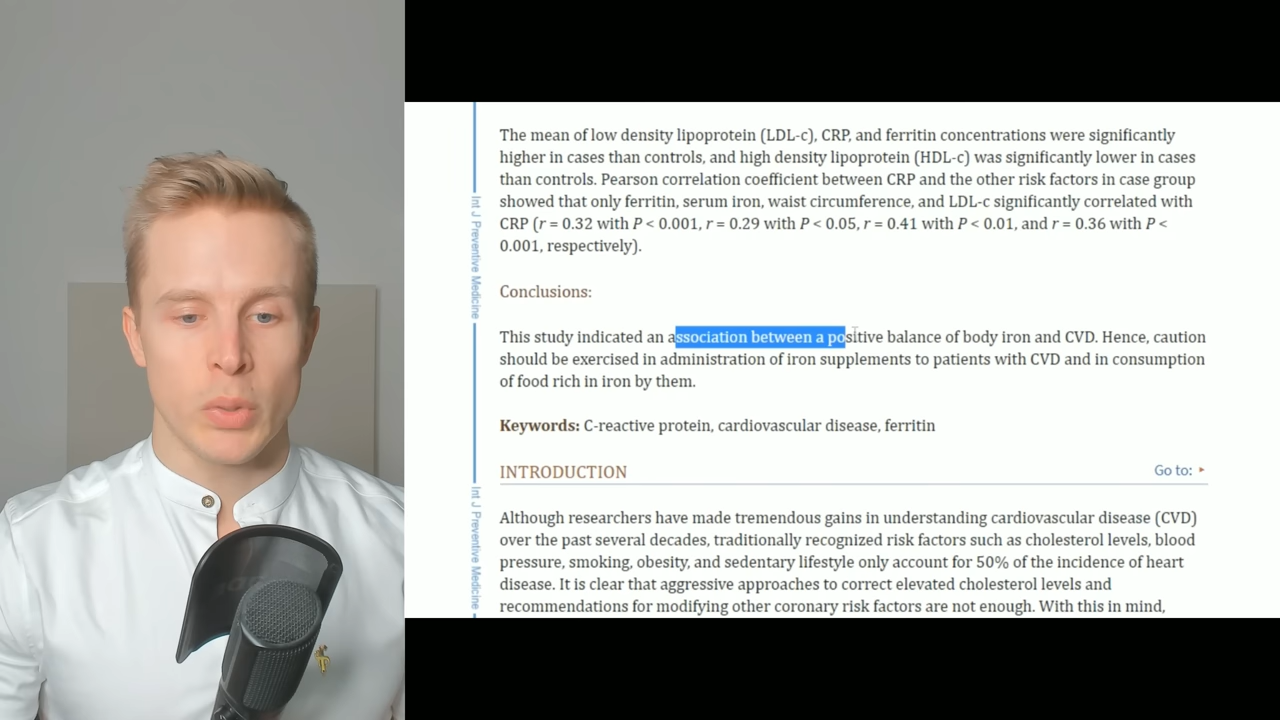 The mean of low density lipoprotein (LDL-c), CRP, and ferritin concentrations were significantly
higher in cases than controls, and high density lipoprotein (HDL-c) was significantly lower in cases
than controls. Pearson correlation coefficient between CRP and the other risk factors in case group
showed that only ferritin, serum iron, waist circumference, and LDL-c significantly correlated with
CRP (r = 0.32 with P < 0.001, r = 0.29 with P < 0.05, r = 0.41 with P < 0.01, and r = 0.36 with P <
0.001, respectively).
Conclusions:
This study indicated an association between a positive balance of body iron and CVD. Hence, caution
should be exercised in administration of iron supplements to patients with CVD and in consumption
of food rich in iron by them.
Keywords: C-reactive protein, cardiovascular disease, ferritin
INTRODUCTION
Go to:
Although researchers have made tremendous gains in understanding cardiovascular disease (CVD)
over the past several decades, traditionally recognized risk factors such as cholesterol levels, blood
pressure, smoking, obesity, and sedentary lifestyle only account for 50% of the incidence of heart
disease. It is clear that aggressive approaches to correct elevated cholesterol levels and
recommendations for modifying other coronary risk factors are not enough. With this in mind,
Int J Preventive Medicine
Int J Preventive Medicine